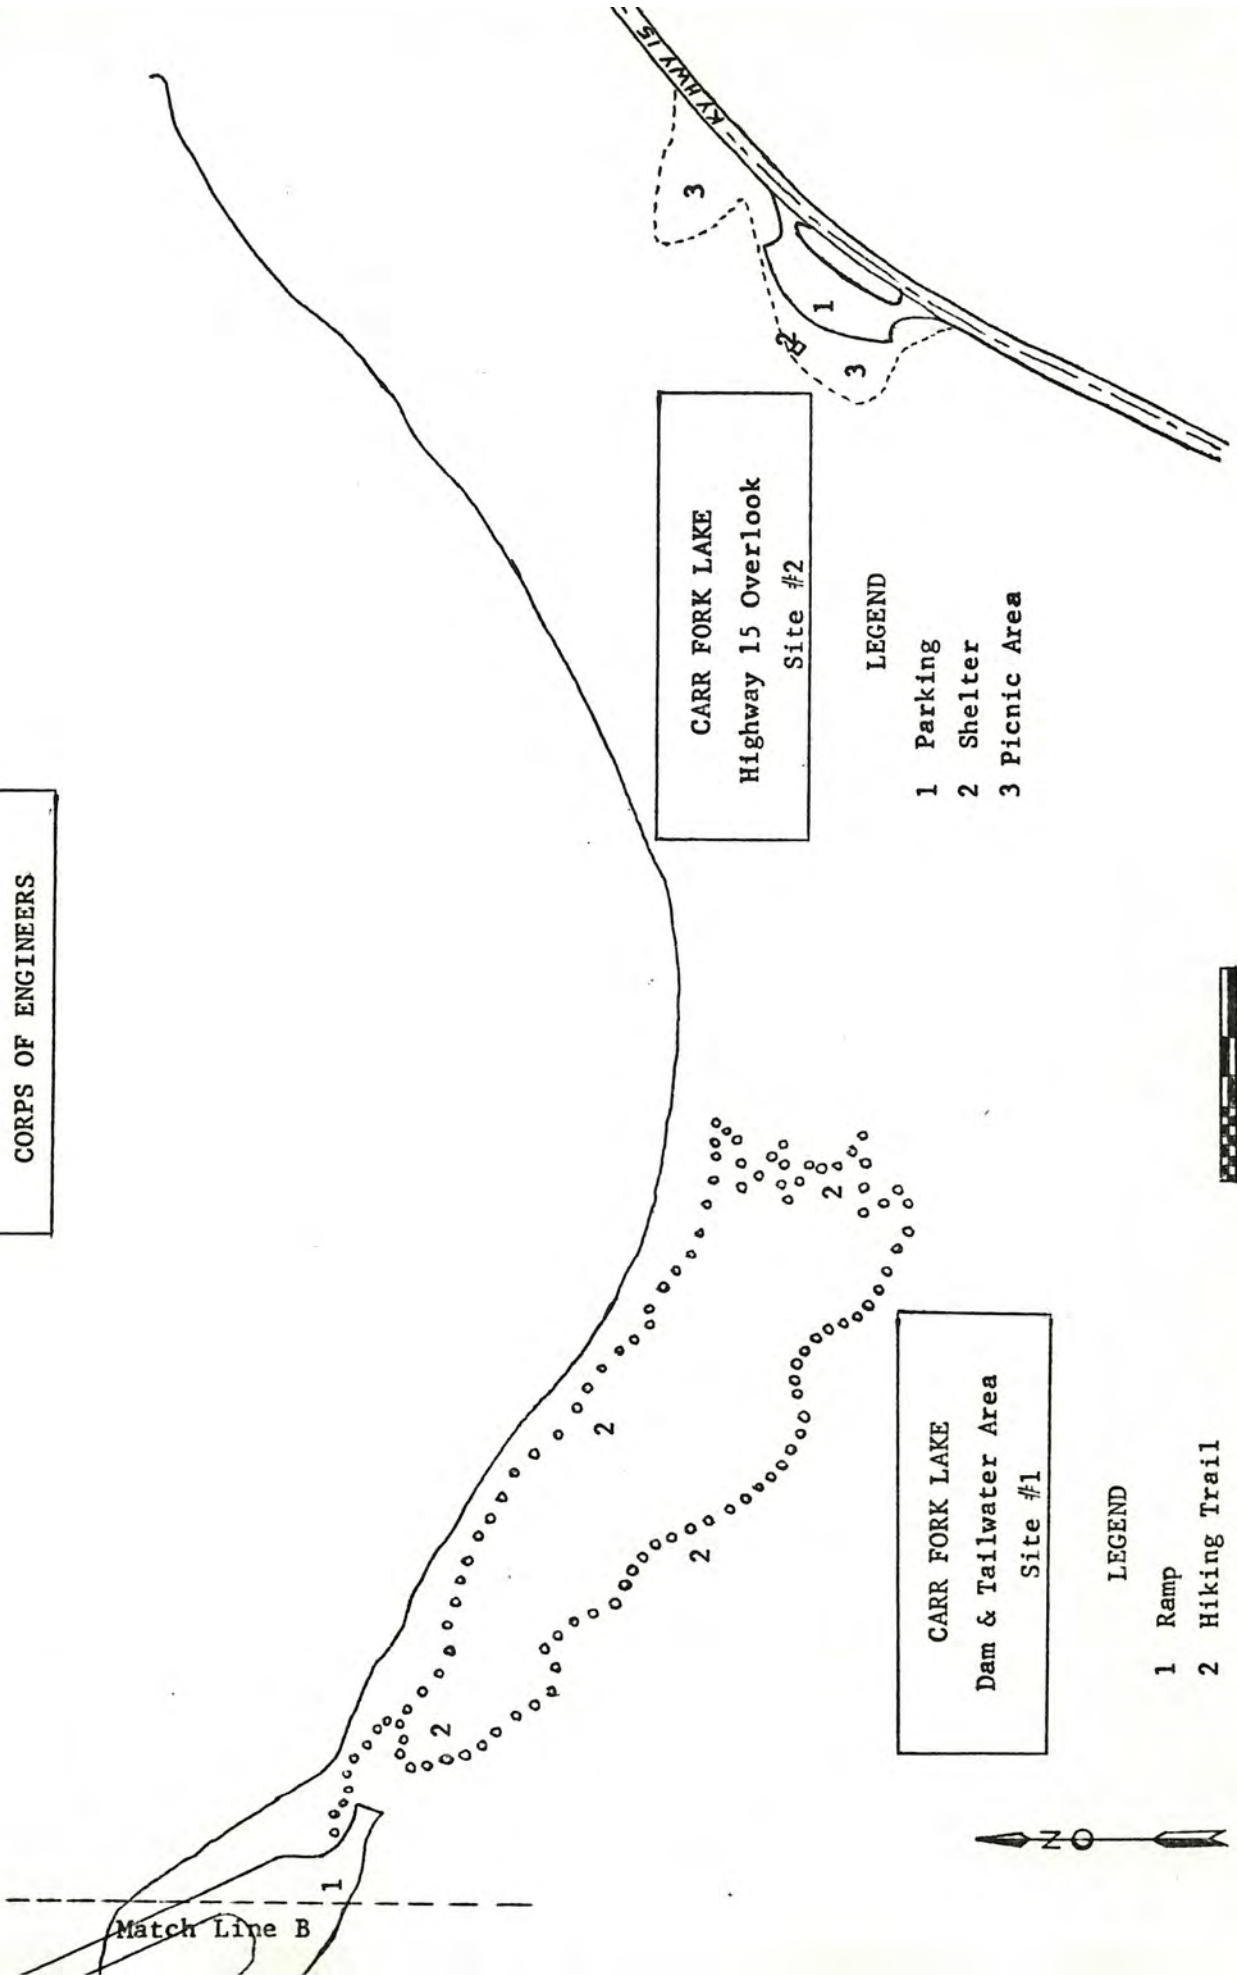 CORPS OF ENGINEERS
KY HWY 15
3
1
2
3
CARR FORK LAKE
Highway 15 Overlook
Site #2
LEGEND
1 Parking
2 Shelter
3 Picnic Area
2
2
2
2
1
Match Line B
CARR FORK LAKE
Dam & Tailwater Area
Site #1
LEGEND
1 Ramp
2 Hiking Trail
N